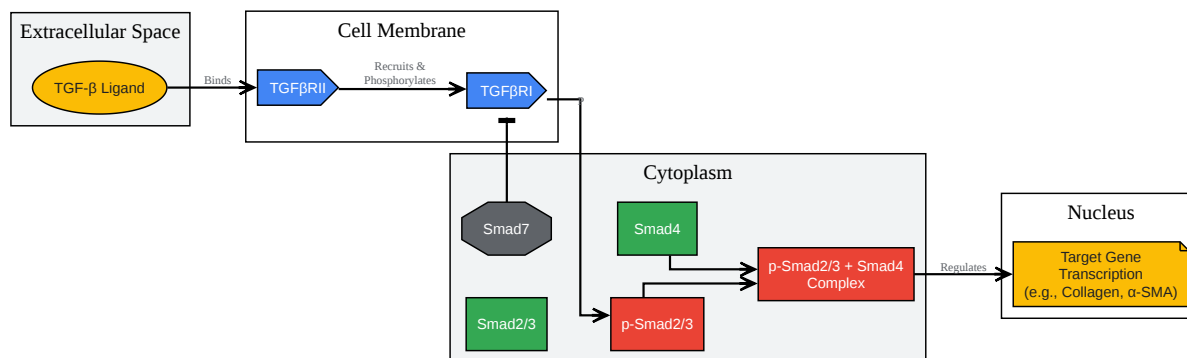 Extracellular Space
TGF-β Ligand
Binds
Cell Membrane
TGFβRII
Recruits &
Phosphorylates
TGFβRI
Cytoplasm
Smad7
Smad4
Smad2/3
p-Smad2/3
p-Smad2/3 + Smad4
Complex
Regulates
Nucleus
Target Gene
Transcription
(e.g., Collagen, α-SMA)